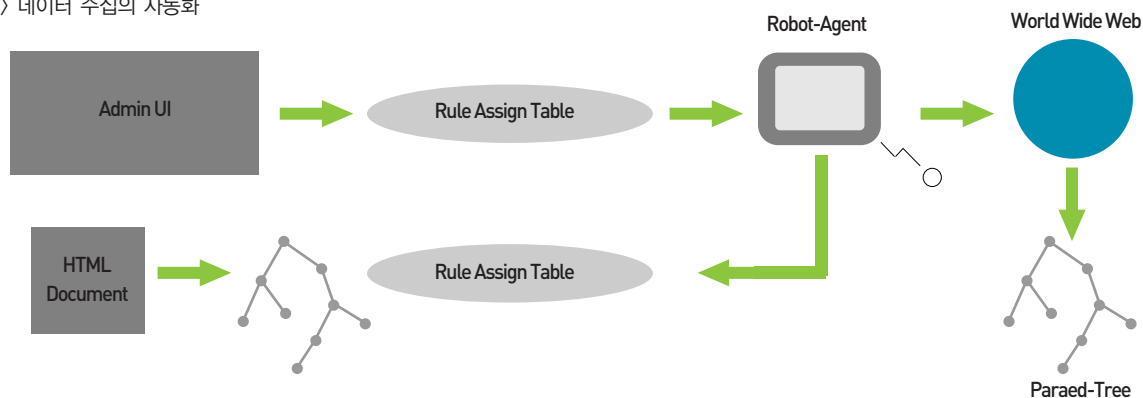 > 데이터 수집의 자동화
Robot-Agent
World Wide Web
Admin UI
Rule Assign Table
HTML
Document
Rule Assign Table
Paraed-Tree